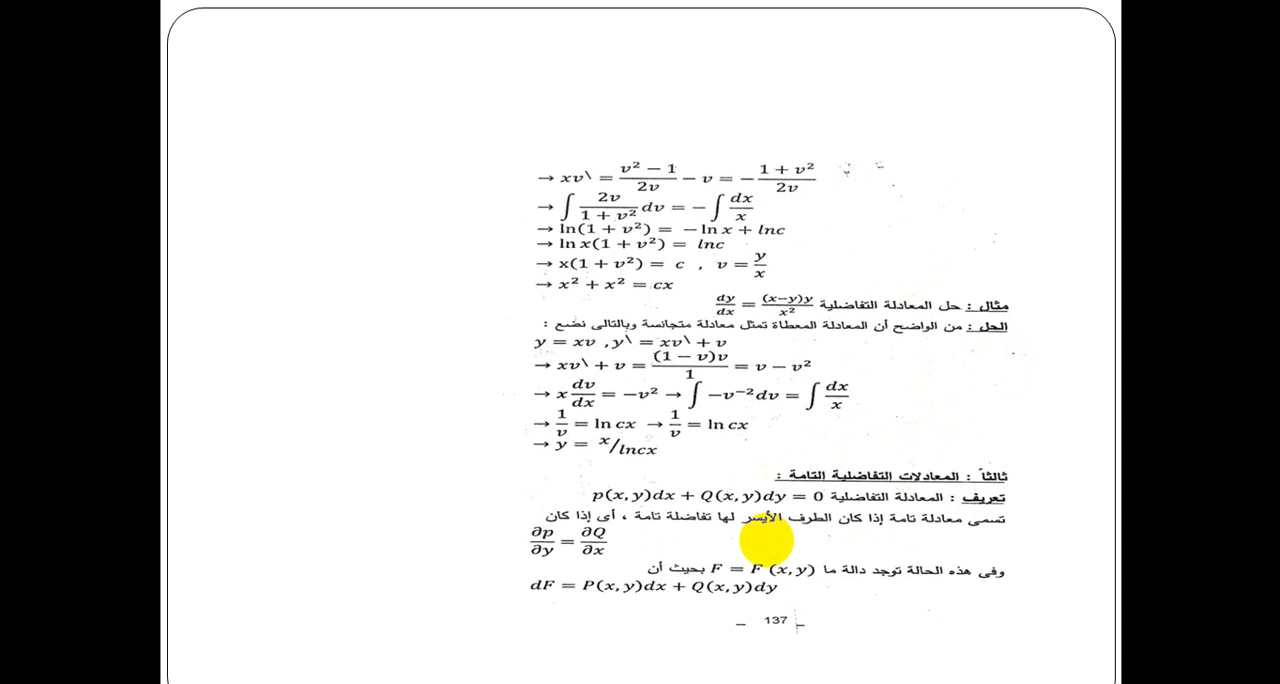 → xv\ = (v² − 1)/(2v) − v = −(1 + v²)/(2v)
→ ∫ 2v/(1 + v²) dv = − ∫ dx/x
→ ln(1 + v²) = − ln x + lnc
→ ln x(1 + v²) = lnc
→ x(1 + v²) = c , v = y/x
→ x² + x² = cx
مثال : حل المعادلة التفاضلية dy/dx = (x−y)y/x²
الحل : من الواضح أن المعادلة المعطاة تمثل معادلة متجانسة وبالتالى نضع :
y = xv , y\ = xv\ + v
→ xv\ + v = (1 − v)v/1 = v − v²
→ x dv/dx = −v² → ∫ −v⁻² dv = ∫ dx/x
→ 1/v = ln cx → 1/v = ln cx
→ y = x/lncx
ثالثاً : المعادلات التفاضلية التامة :
تعريف : المعادلة التفاضلية p(x, y)dx + Q(x, y)dy = 0
تسمى معادلة تامة إذا كان الطرف الأيسر لها تفاضلة تامة ، أى إذا كان
∂p/∂y = ∂Q/∂x
وفى هذه الحالة توجد دالة ما F = F (x, y) بحيث أن
dF = P(x, y)dx + Q(x, y)dy
_ 137 _